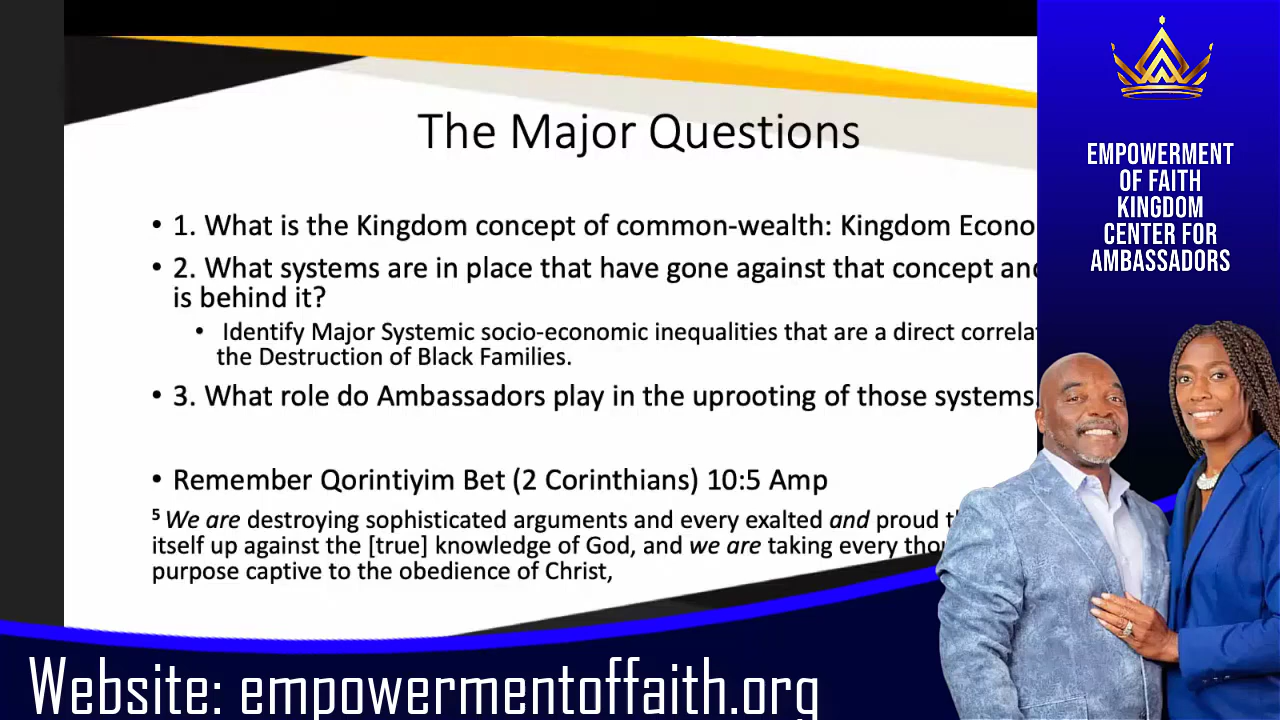 The Major Questions
• 1. What is the Kingdom concept of common-wealth: Kingdom Econo
• 2. What systems are in place that have gone against that concept and
is behind it?
• Identify Major Systemic socio-economic inequalities that are a direct correla
the Destruction of Black Families.
• 3. What role do Ambassadors play in the uprooting of those systems
• Remember Qorintiyim Bet (2 Corinthians) 10:5 Amp
5 We are destroying sophisticated arguments and every exalted and proud
itself up against the [true] knowledge of God, and we are taking every
purpose captive to the obedience of Christ,
EMPOWERMENT
OF FAITH
KINGDOM
CENTER FOR
AMBASSADORS
Website: empowermentoffaith.org